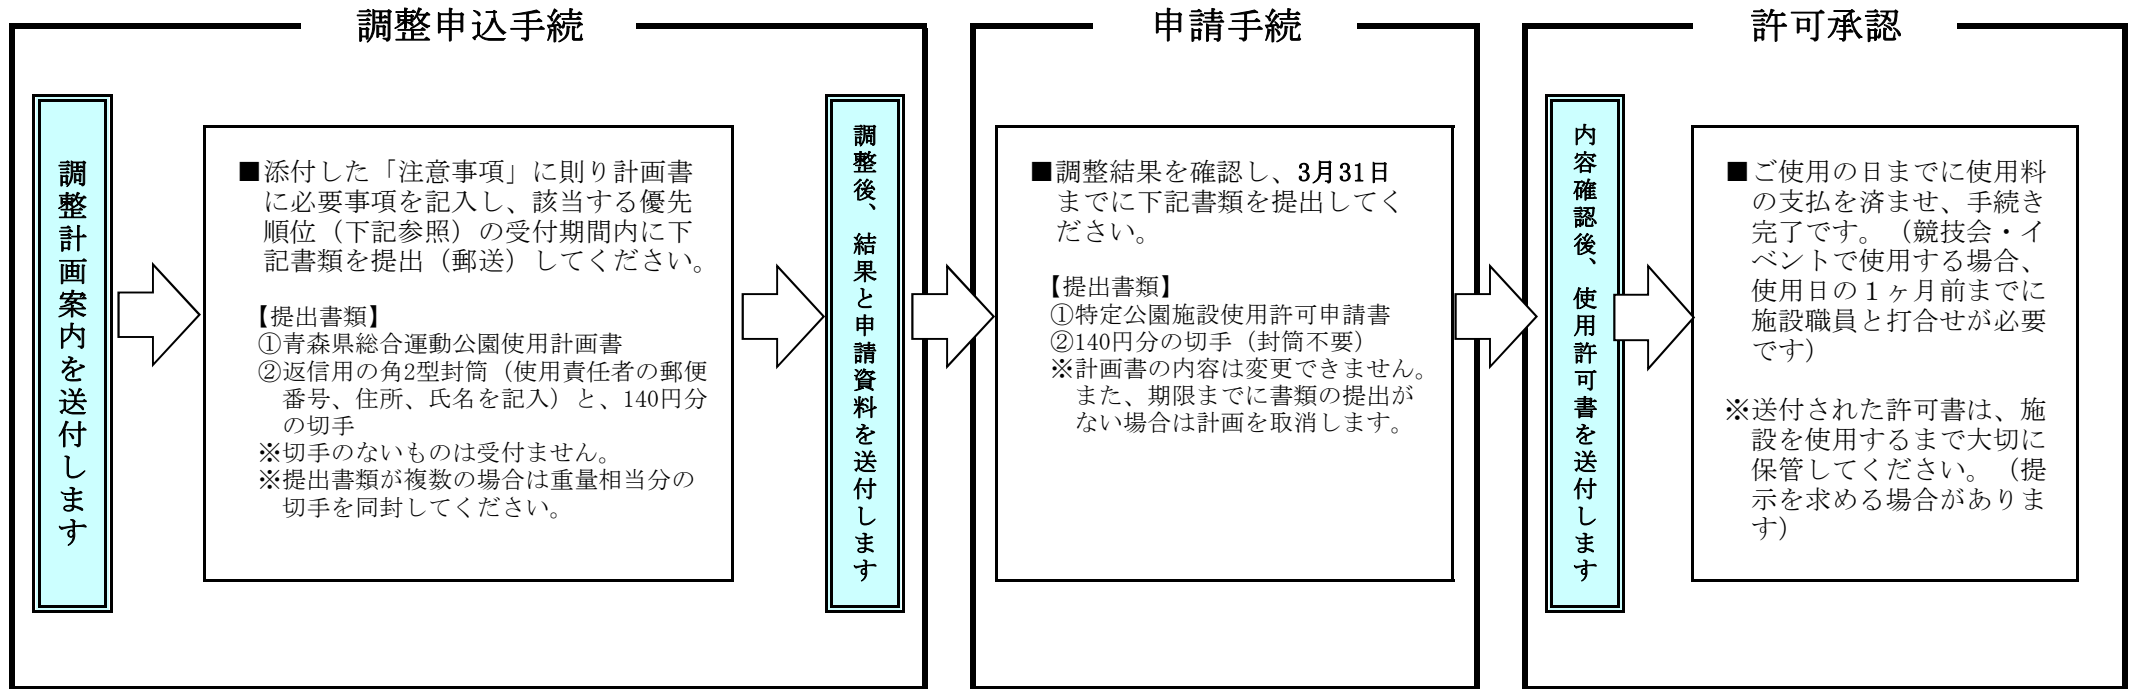 調整申込手続
調整計画案内を送付します
■添付した「注意事項」に則り計画書
に必要事項を記入し、該当する優先
順位（下記参照）の受付期間内に下
記書類を提出（郵送）してください。
【提出書類】
①青森県総合運動公園使用計画書
②返信用の角2型封筒（使用責任者の郵便
番号、住所、氏名を記入）と、140円分
の切手
※切手のないものは受付ません。
※提出書類が複数の場合は重量相当分の
切手を同封してください。
調整後、結果と申請資料を送付します
申請手続
■調整結果を確認し、3月31日
までに下記書類を提出してく
ださい。
【提出書類】
①特定公園施設使用許可申請書
②140円分の切手（封筒不要）
※計画書の内容は変更できません。
また、期限までに書類の提出が
ない場合は計画を取消します。
許可承認
内容確認後、使用許可書を送付します
■ご使用の日までに使用料
の支払を済ませ、手続き
完了です。（競技会・イ
ベントで使用する場合、
使用日の１ヶ月前までに
施設職員と打合せが必要
です）
※送付された許可書は、施
設を使用するまで大切に
保管してください。（提
示を求める場合がありま
す）